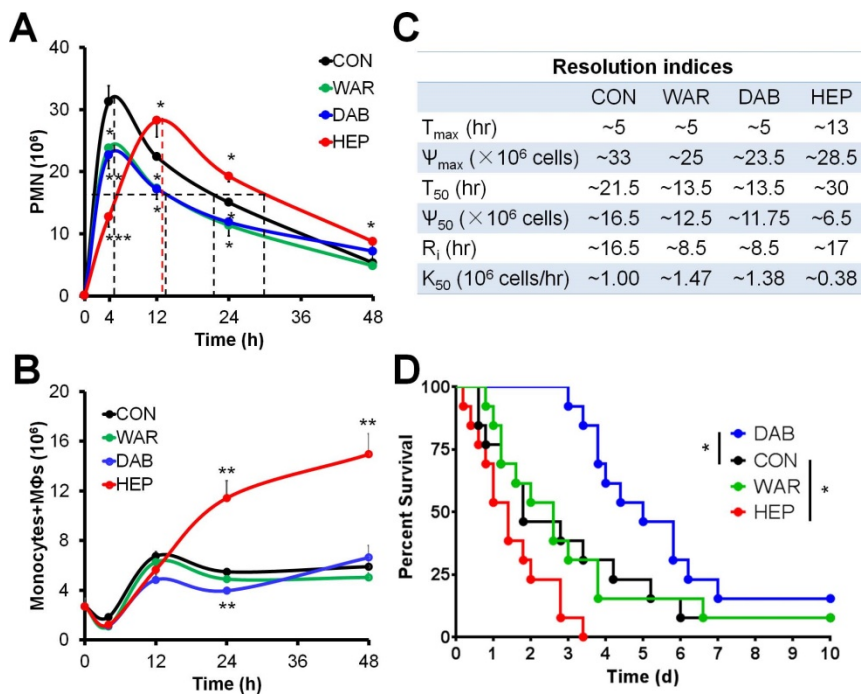 A
PMN (10⁶)
40
30
20
10
0
CON
WAR
DAB
HEP
*
*
**
***
*
*
*
*
*
*
*
0 4 12 24 36 48
Time (h)
B
Monocytes+MΦs (10⁶)
20
16
12
8
4
0
CON
WAR
DAB
HEP
**
**
**
0 12 24 36 48
Time (h)
C
Resolution indices
CON WAR DAB HEP
Tmax (hr) ~5 ~5 ~5 ~13
Ψmax (×10⁶ cells) ~33 ~25 ~23.5 ~28.5
T50 (hr) ~21.5 ~13.5 ~13.5 ~30
Ψ50 (×10⁶ cells) ~16.5 ~12.5 ~11.75 ~6.5
Ri (hr) ~16.5 ~8.5 ~8.5 ~17
K50 (10⁶ cells/hr) ~1.00 ~1.47 ~1.38 ~0.38
D
Percent Survival
100
75
50
25
0
DAB
CON
WAR
HEP
*
*
0 1 2 3 4 5 6 7 8 9 10
Time (d)